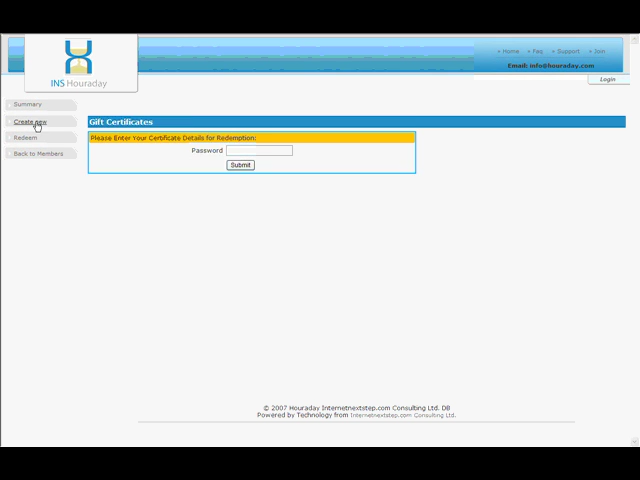 INS Houraday
» Home » Faq » Support » Join
Email: info@houraday.com
Login
Summary
Create new
Redeem
Back to Members
Gift Certificates
Please Enter Your Certificate Details for Redemption:
Password
Submit
© 2007 Houraday Internetnextstep.com Consulting Ltd. DB
Powered by Technology from Internetnextstep.com Consulting Ltd.